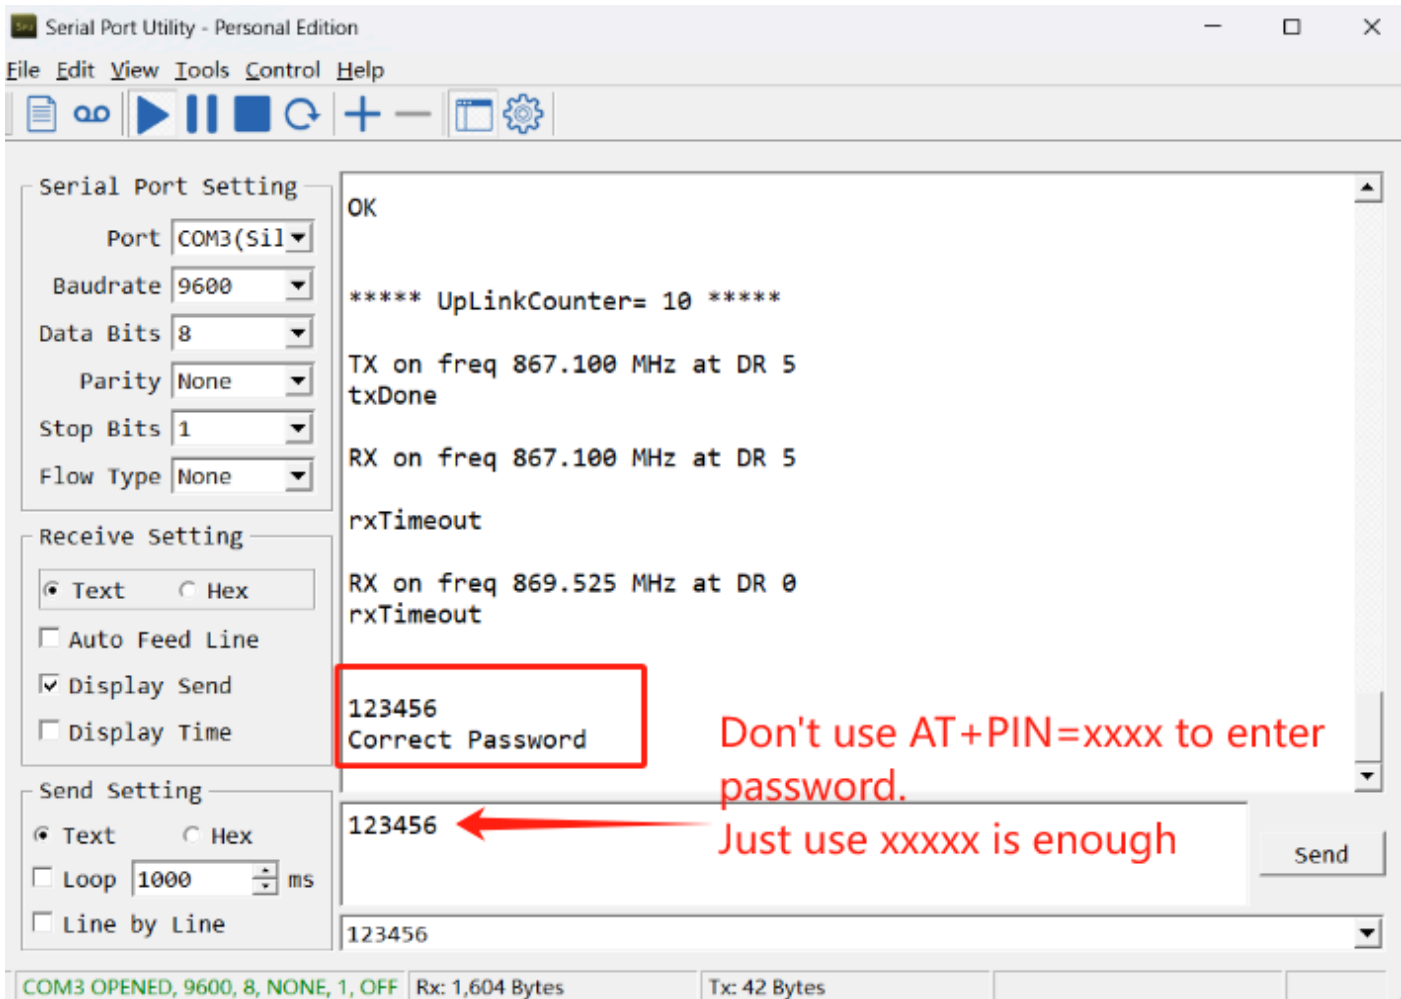 Serial Port Utility - Personal Edition
File Edit View Tools Control Help
Serial Port Setting
Port COM3(Sil
Baudrate 9600
Data Bits 8
Parity None
Stop Bits 1
Flow Type None
Receive Setting
Text Hex
Auto Feed Line
Display Send
Display Time
Send Setting
Text Hex
Loop 1000 ms
Line by Line
OK
***** UpLinkCounter= 10 *****
TX on freq 867.100 MHz at DR 5
txDone
RX on freq 867.100 MHz at DR 5
rxTimeout
RX on freq 869.525 MHz at DR 0
rxTimeout
123456
Correct Password
Don't use AT+PIN=xxxx to enter
password.
Just use xxxxx is enough
123456
Send
123456
COM3 OPENED, 9600, 8, NONE, 1, OFF Rx: 1,604 Bytes Tx: 42 Bytes